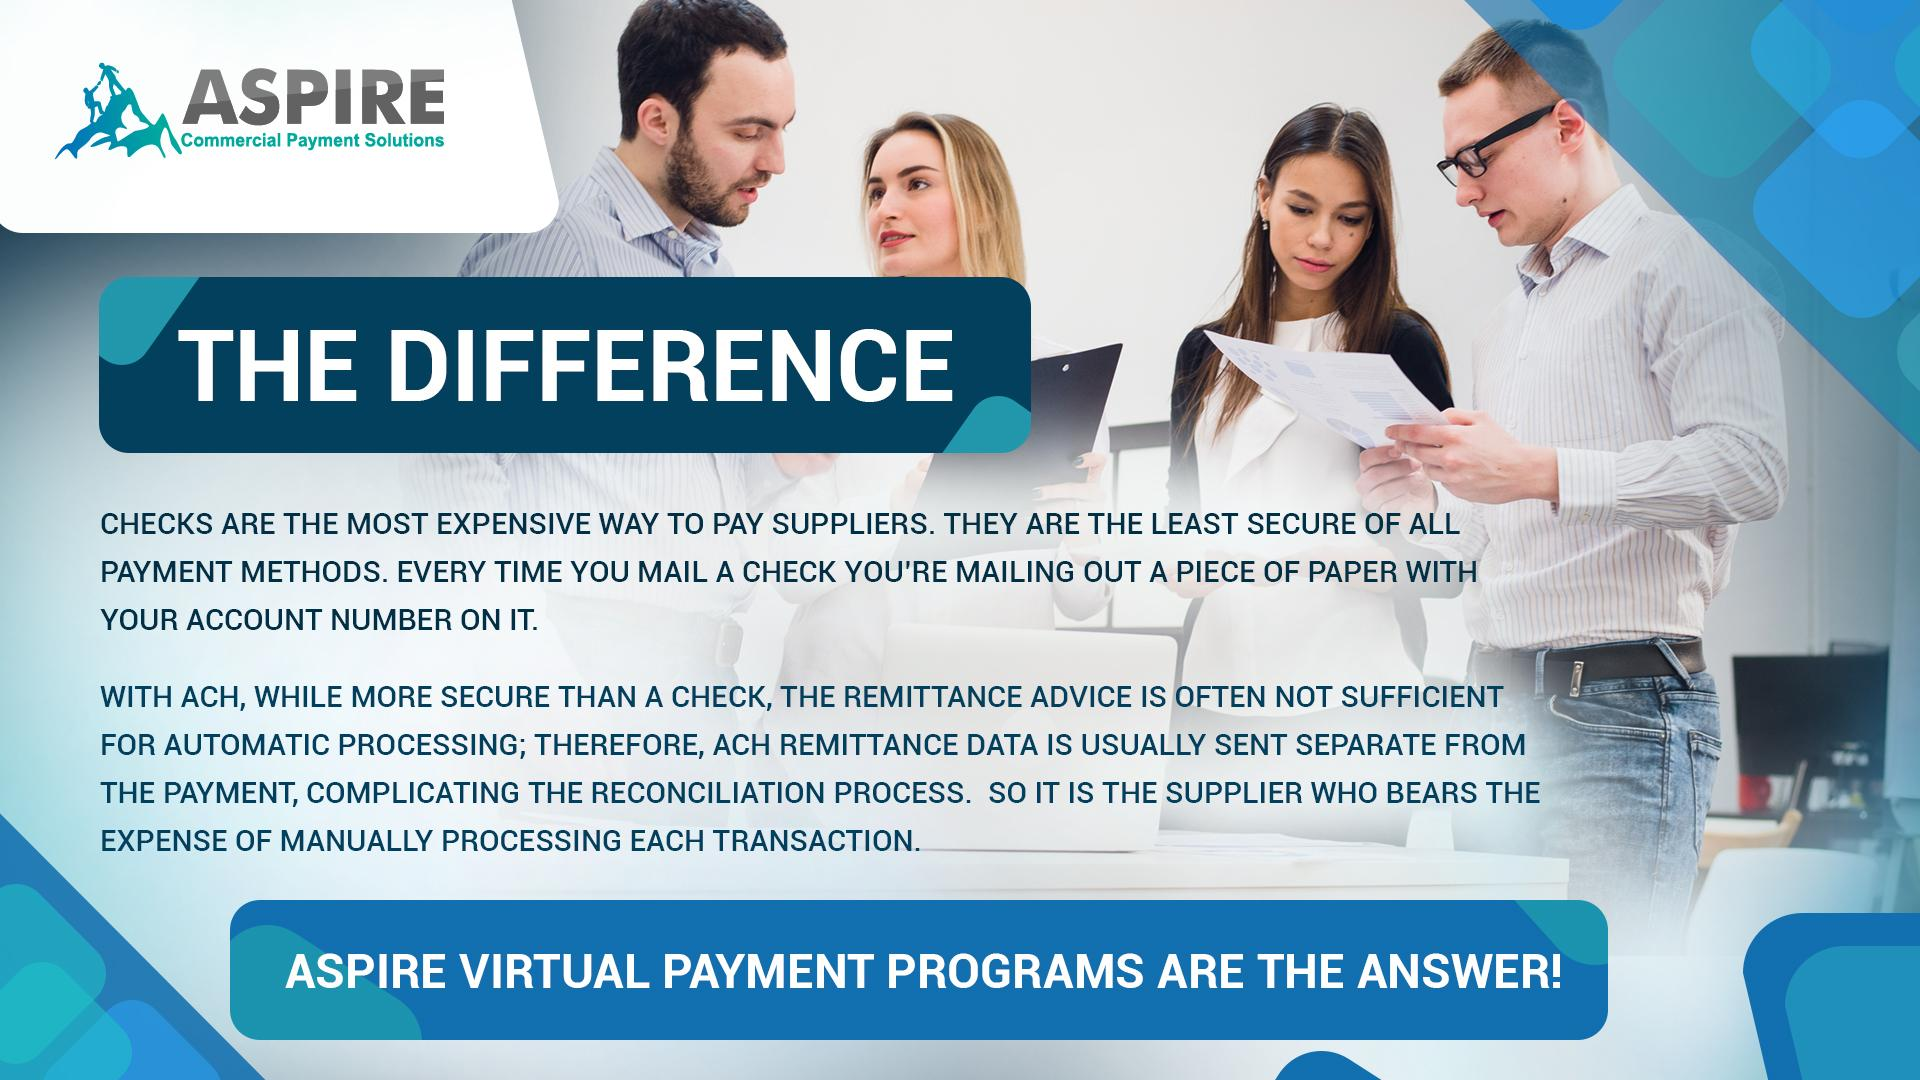 ASPIRE
Commercial Payment Solutions
THE DIFFERENCE
CHECKS ARE THE MOST EXPENSIVE WAY TO PAY SUPPLIERS. THEY ARE THE LEAST SECURE OF ALL
PAYMENT METHODS. EVERY TIME YOU MAIL A CHECK YOU'RE MAILING OUT A PIECE OF PAPER WITH
YOUR ACCOUNT NUMBER ON IT.
WITH ACH, WHILE MORE SECURE THAN A CHECK, THE REMITTANCE ADVICE IS OFTEN NOT SUFFICIENT
FOR AUTOMATIC PROCESSING; THEREFORE, ACH REMITTANCE DATA IS USUALLY SENT SEPARATE FROM
THE PAYMENT, COMPLICATING THE RECONCILIATION PROCESS.  SO IT IS THE SUPPLIER WHO BEARS THE
EXPENSE OF MANUALLY PROCESSING EACH TRANSACTION.
ASPIRE VIRTUAL PAYMENT PROGRAMS ARE THE ANSWER!